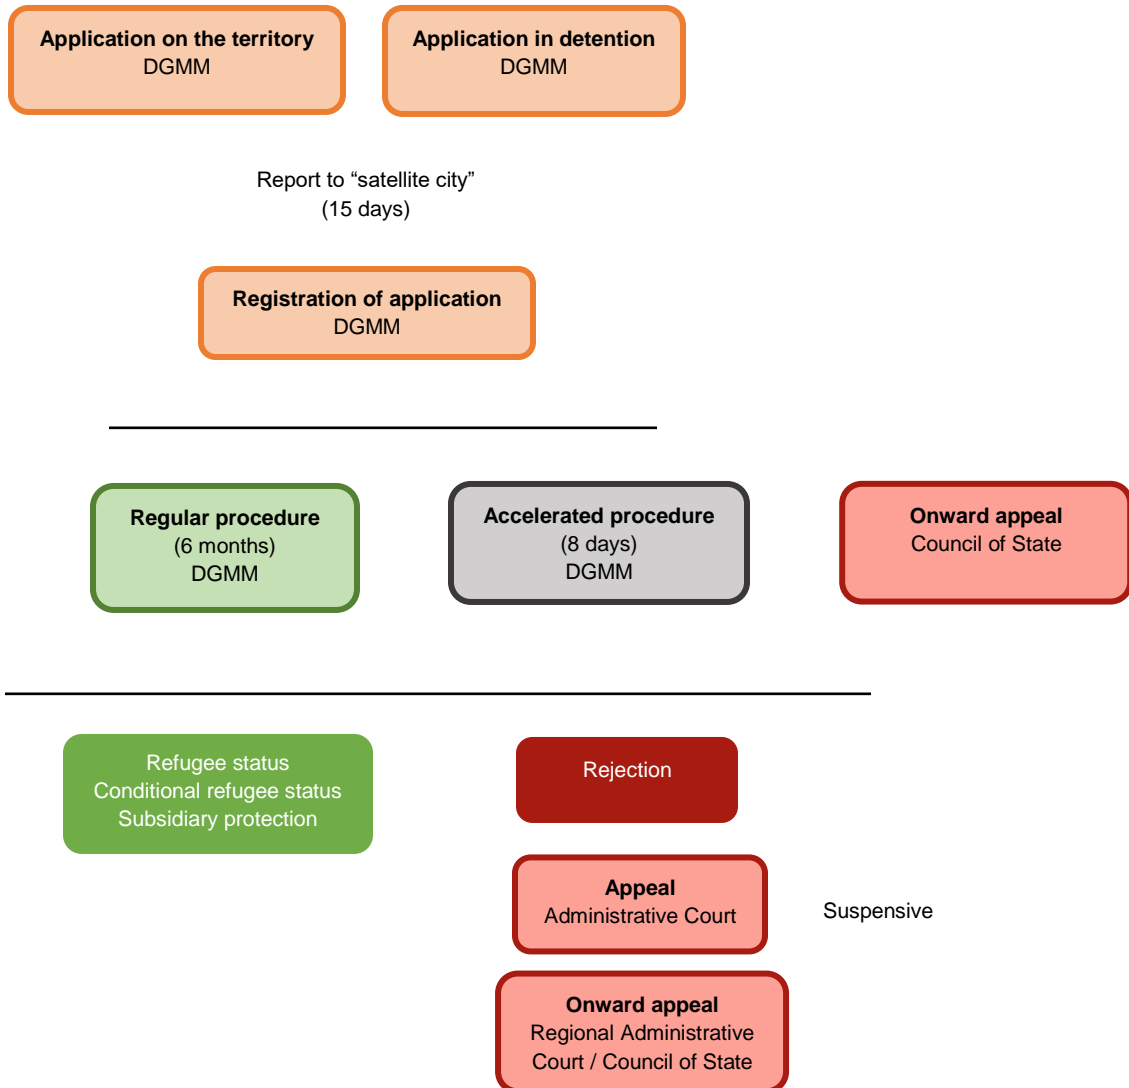 Application on the territory
DGMM
Application in detention
DGMM
Report to “satellite city”
(15 days)
Registration of application
DGMM
Regular procedure
(6 months)
DGMM
Accelerated procedure
(8 days)
DGMM
Onward appeal
Council of State
Refugee status
Conditional refugee status
Subsidiary protection
Rejection
Appeal
Administrative Court
Suspensive
Onward appeal
Regional Administrative
Court / Council of State